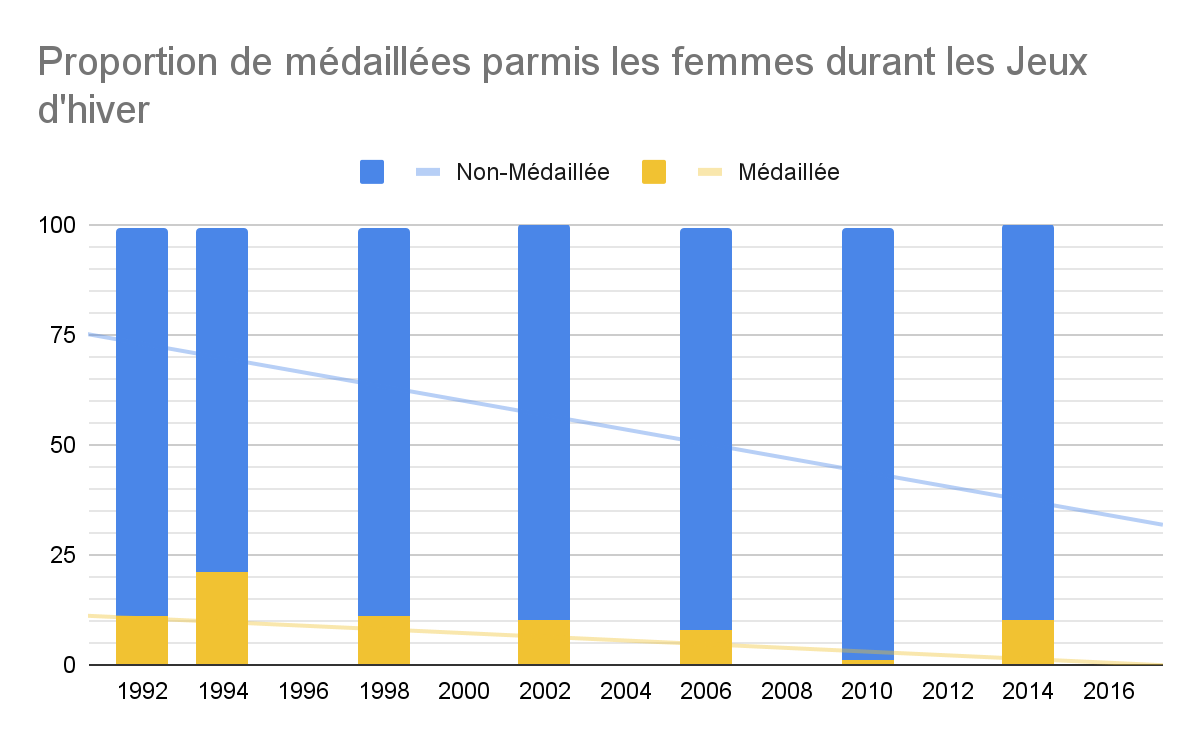 Proportion de médaillées parmis les femmes durant les Jeux
d'hiver
Non-Médaillée Médaillée
100
75
50
25
0
1992 1994 1996 1998 2000 2002 2004 2006 2008 2010 2012 2014 2016